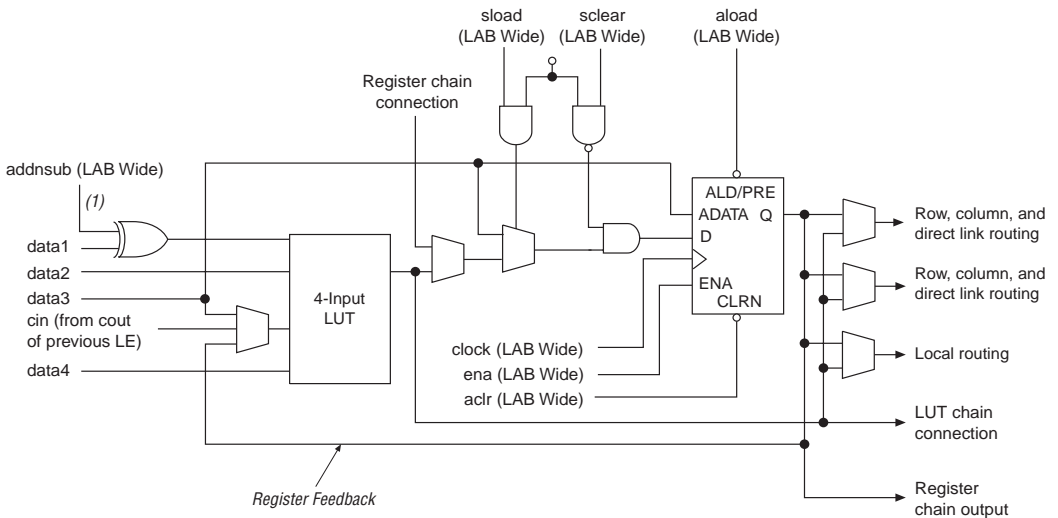 sload
(LAB Wide)
sclear
(LAB Wide)
aload
(LAB Wide)
Register chain
connection
addnsub (LAB Wide)
(1)
data1
data2
data3
cin (from cout
of previous LE)
data4
4-Input
LUT
ALD/PRE
ADATA Q
D
ENA
CLRN
clock (LAB Wide)
ena (LAB Wide)
aclr (LAB Wide)
Row, column, and
direct link routing
Row, column, and
direct link routing
Local routing
LUT chain
connection
Register
chain output
Register Feedback